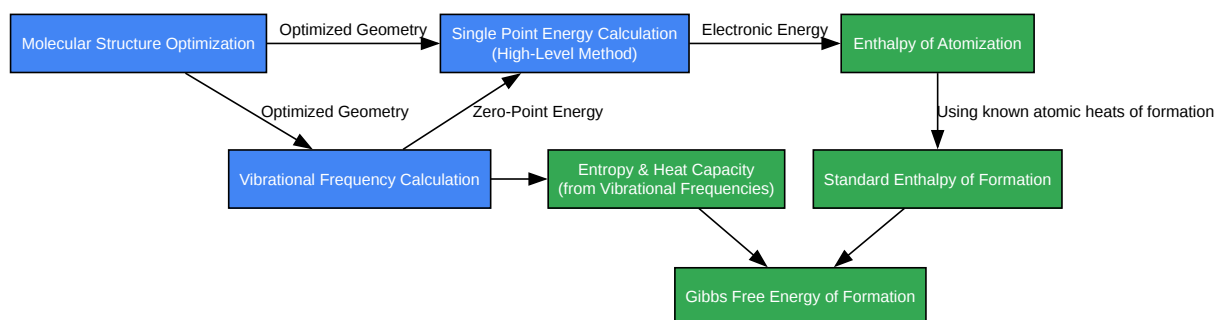 Optimized Geometry
Electronic Energy
Molecular Structure Optimization
Single Point Energy Calculation
(High-Level Method)
Enthalpy of Atomization
Optimized Geometry
Zero-Point Energy
Using known atomic heats of formation
Vibrational Frequency Calculation
Entropy & Heat Capacity
(from Vibrational Frequencies)
Standard Enthalpy of Formation
Gibbs Free Energy of Formation